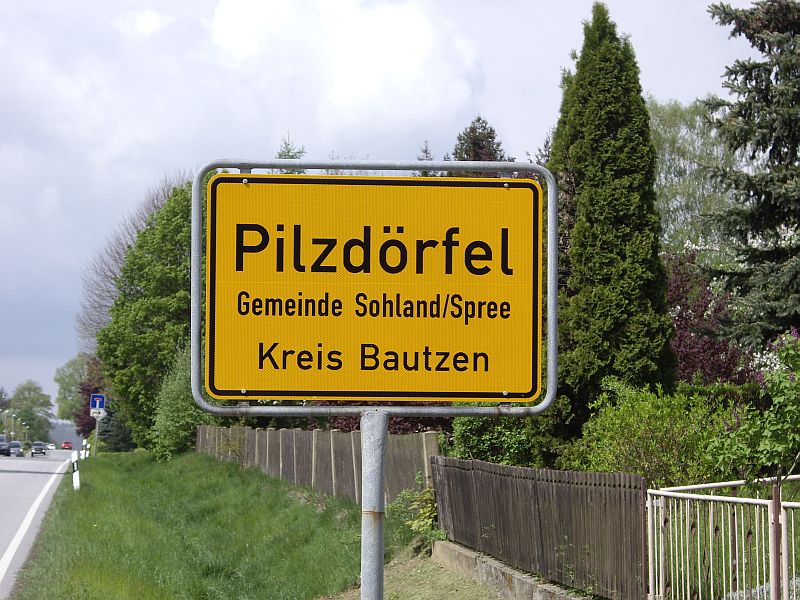 Pilzdörfel
Gemeinde Sohland/Spree
Kreis Bautzen